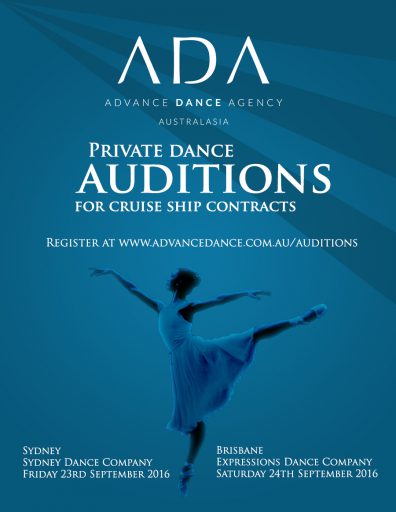 ADA
ADVANCE DANCE AGENCY
AUSTRALASIA
PRIVATE DANCE
AUDITIONS
FOR CRUISE SHIP CONTRACTS
REGISTER AT WWW.ADVANCEDANCE.COM.AU/AUDITIONS
SYDNEY
SYDNEY DANCE COMPANY
FRIDAY 23RD SEPTEMBER 2016
BRISBANE
EXPRESSIONS DANCE COMPANY
SATURDAY 24TH SEPTEMBER 2016